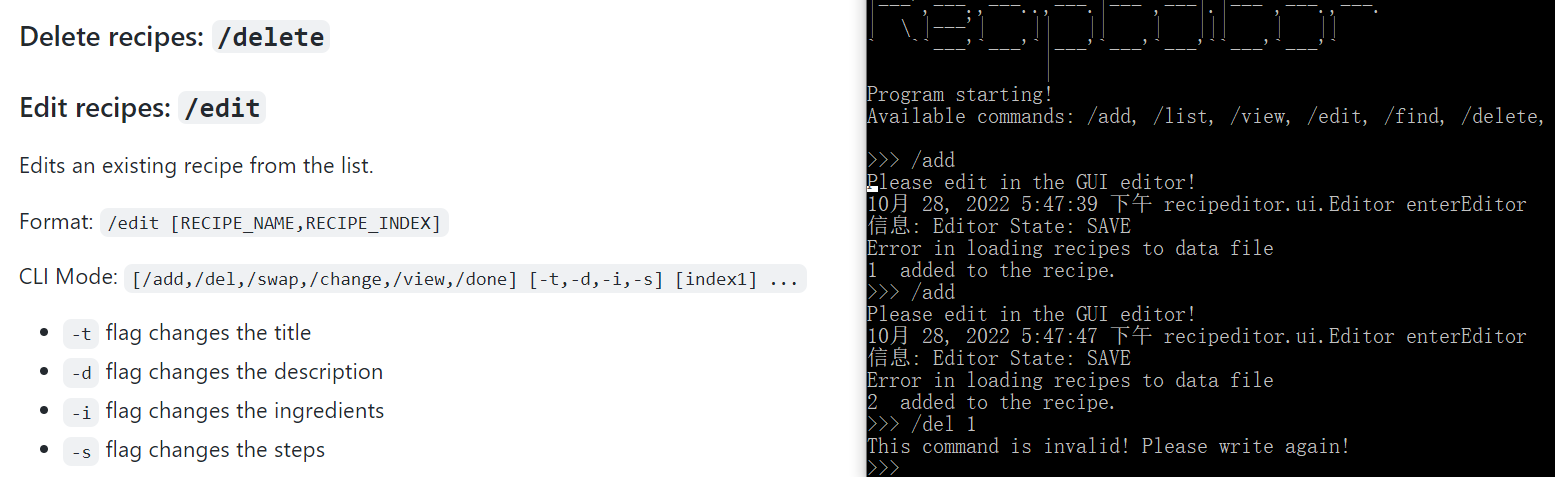 Delete recipes: /delete
Edit recipes: /edit
Edits an existing recipe from the list.
Format: /edit [RECIPE_NAME,RECIPE_INDEX]
CLI Mode: [/add,/del,/swap,/change,/view,/done] [-t,-d,-i,-s] [index1] ...
-t flag changes the title
-d flag changes the description
-i flag changes the ingredients
-s flag changes the steps
Program starting!
Available commands: /add, /list, /view, /edit, /find, /delete,
>>> /add
Please edit in the GUI editor!
10月 28, 2022 5:47:39 下午 recipeditor.ui.Editor enterEditor
信息: Editor State: SAVE
Error in loading recipes to data file
1  added to the recipe.
>>> /add
Please edit in the GUI editor!
10月 28, 2022 5:47:47 下午 recipeditor.ui.Editor enterEditor
信息: Editor State: SAVE
Error in loading recipes to data file
2  added to the recipe.
>>> /del 1
This command is invalid! Please write again!
>>>